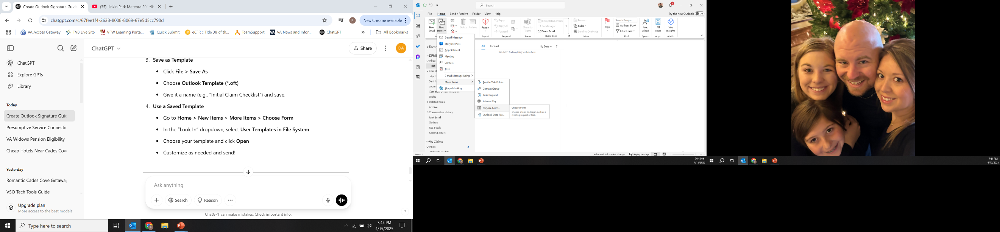 Create Outlook Signature Guid
(35) Linkin Park Meteora 20
chatgpt.com/c/67fee1f4-2638-8008-8069-67e5d5cc790d
New Chrome available
VA Access Gateway
TVB Live Site
VFW Learning Porta...
Quick Submit
eCFR :: Title 38 of th...
TeamSupport
VA News and Infor...
ChatGPT
All Bookmarks
ChatGPT
Explore GPTs
Library
Today
Create Outlook Signature Guid
Presumptive Service Connectic
VA Widows Pension Eligibility
Cheap Hotels Near Cades Cov
Yesterday
Romantic Cades Cove Getaway
VSO Tech Tools Guide
Upgrade plan
More access to the best models
ChatGPT
Share
DA
3. Save as Template
Click File > Save As
Choose Outlook Template (*.oft)
Give it a name (e.g., “Initial Claim Checklist”) and save.
4. Use a Saved Template
Go to Home > New Items > More Items > Choose Form
In the “Look In” dropdown, select User Templates in File System
Choose your template and click Open
Customize as needed and send!
Ask anything
Search
Reason
ChatGPT can make mistakes. Check important info.
?
Type here to search
7:44 PM
4/15/2025
Search
File Home Send / Receive Folder View Help
Try the new Outlook Off
New Email
New Items
Delete
Archive
Report
Reply
Reply All
Forward
Share to Teams
Completed emails
To Manager
Team Email
Move
Rules
Send to OneNote
Tags
Search People
Address Book
Filter Email
Read Aloud
All Apps
Viva Insights
Report
Respond
Teams
Quick Steps
Move
Find
Speech
Apps
Add-in
E-mail Message
Storyline Post
Appointment
Meeting
Contact
Task
E-mail Message Using
More Items
Skype Meeting
Post in This Folder
Contact Group
Task Request
Internet Fax
Choose Form...
Outlook Data File...
Choose Form
Choose a form to design, such as a
meeting request or task.
Favor
DPhill
Inbox
Test
Compl
April
Sent It
zoom
Common E-mail Templates
Drafts
Deleted Items
Archive
Conversation History
Junk Email
Outbox
RSS Feeds
Search Folders
VA Claims
Inbox 2
All Unread
By Date
We didn't find anything to show here.
Items: 0
Online with: Microsoft Exchange
Display Settings
7:44 PM
4/15/2025
7:44 PM
4/15/2025